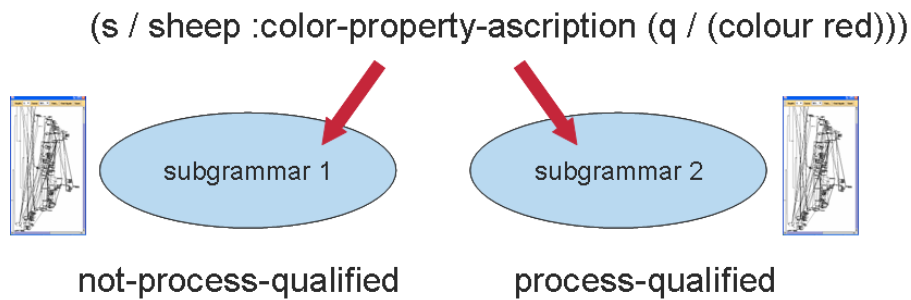 (s / sheep :color-property-ascription (q / (colour red)))
subgrammar 1
subgrammar 2
not-process-qualified
process-qualified